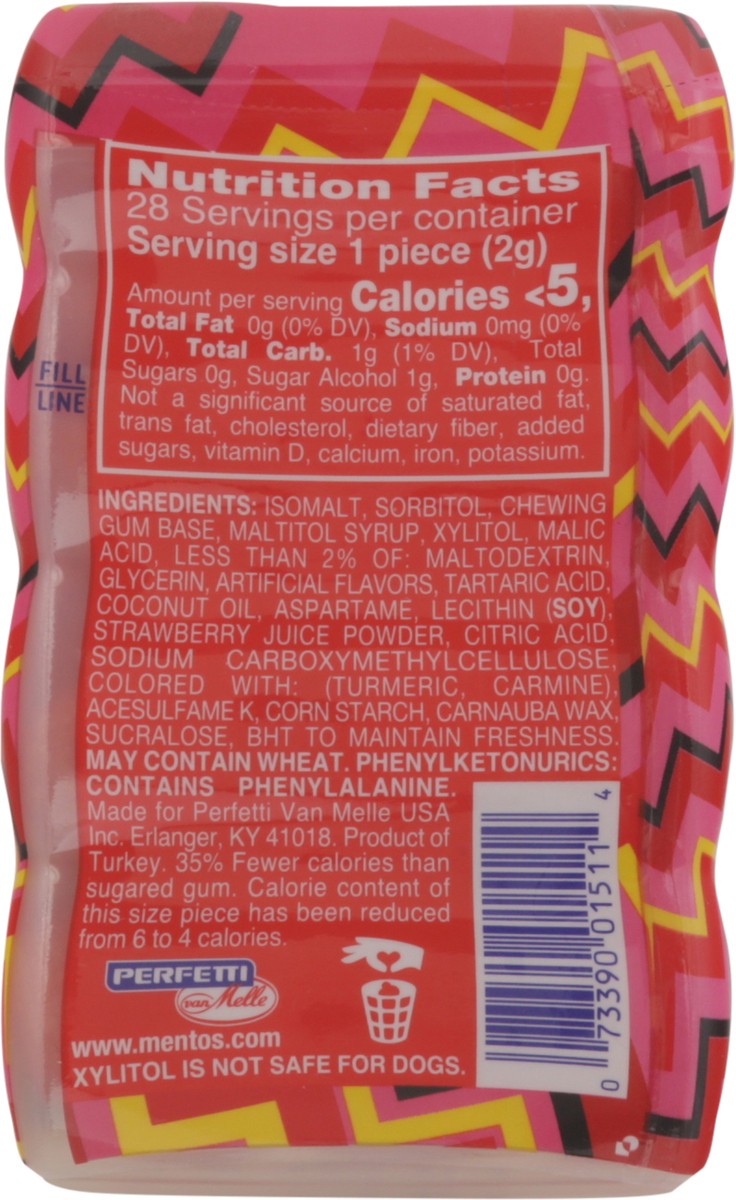 Nutrition Facts
28 Servings per container
Serving size 1 piece (2g)
Amount per serving Calories <5,
Total Fat 0g (0% DV), Sodium 0mg (0%
DV), Total Carb. 1g (1% DV), Total
Sugars 0g, Sugar Alcohol 1g, Protein 0g.
Not a significant source of saturated fat,
trans fat, cholesterol, dietary fiber, added
sugars, vitamin D, calcium, iron, potassium.
FILL
LINE
INGREDIENTS: ISOMALT, SORBITOL, CHEWING
GUM BASE, MALTITOL SYRUP, XYLITOL, MALIC
ACID, LESS THAN 2% OF: MALTODEXTRIN,
GLYCERIN, ARTIFICIAL FLAVORS, TARTARIC ACID,
COCONUT OIL, ASPARTAME, LECITHIN (SOY),
STRAWBERRY JUICE POWDER, CITRIC ACID,
SODIUM CARBOXYMETHYLCELLULOSE,
COLORED WITH: (TURMERIC, CARMINE),
ACESULFAME K, CORN STARCH, CARNAUBA WAX,
SUCRALOSE, BHT TO MAINTAIN FRESHNESS.
MAY CONTAIN WHEAT. PHENYLKETONURICS:
CONTAINS PHENYLALANINE.
Made for Perfetti Van Melle USA
Inc. Erlanger, KY 41018. Product of
Turkey. 35% Fewer calories than
sugared gum. Calorie content of
this size piece has been reduced
from 6 to 4 calories.
PERFETTI
van Melle
www.mentos.com
XYLITOL IS NOT SAFE FOR DOGS.
0 73390 01511 4